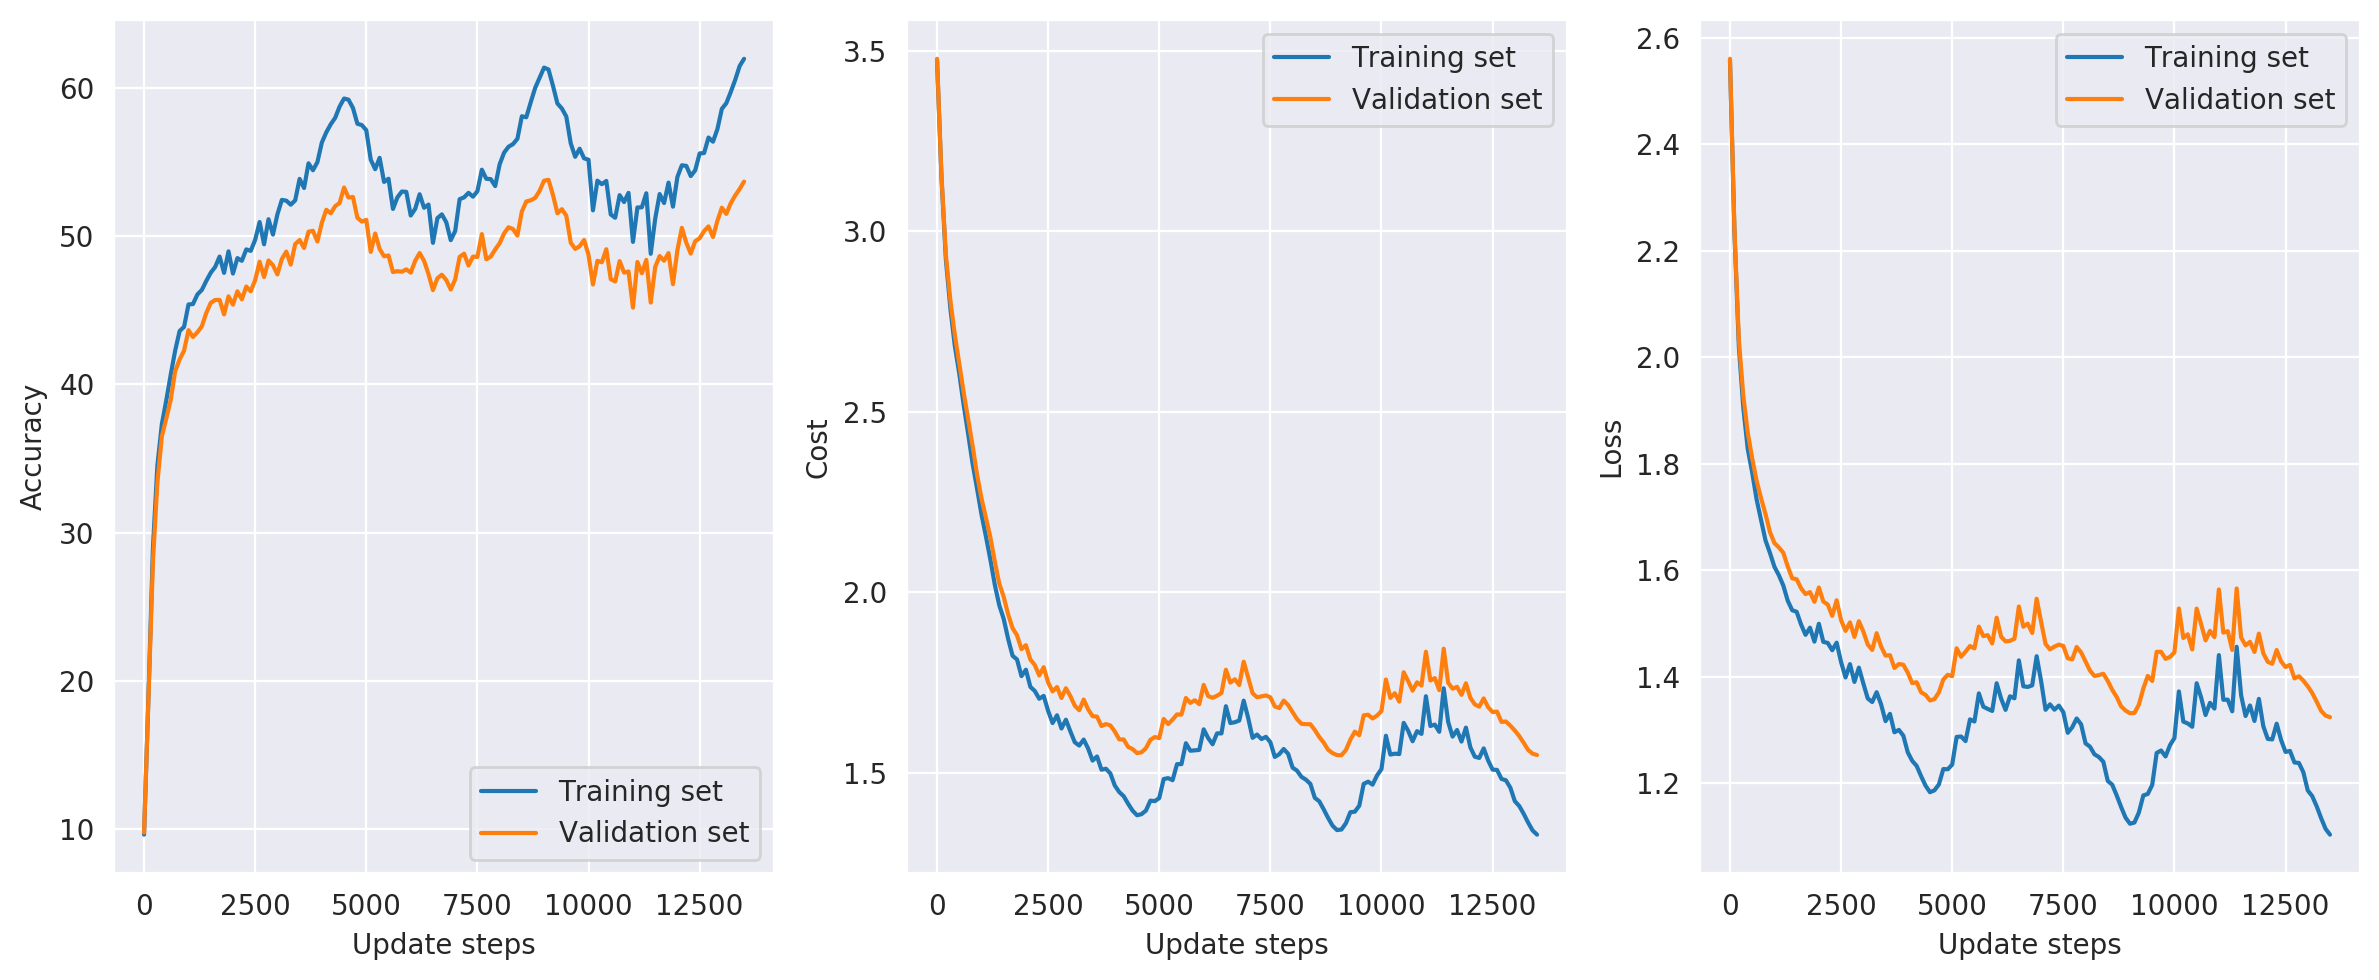 Accuracy
60
50
40
30
20
10
Training set
Validation set
0 2500 5000 7500 10000 12500
Update steps
Cost
3.5
3.0
2.5
2.0
1.5
Training set
Validation set
0 2500 5000 7500 10000 12500
Update steps
Loss
2.6
2.4
2.2
2.0
1.8
1.6
1.4
1.2
Training set
Validation set
0 2500 5000 7500 10000 12500
Update steps